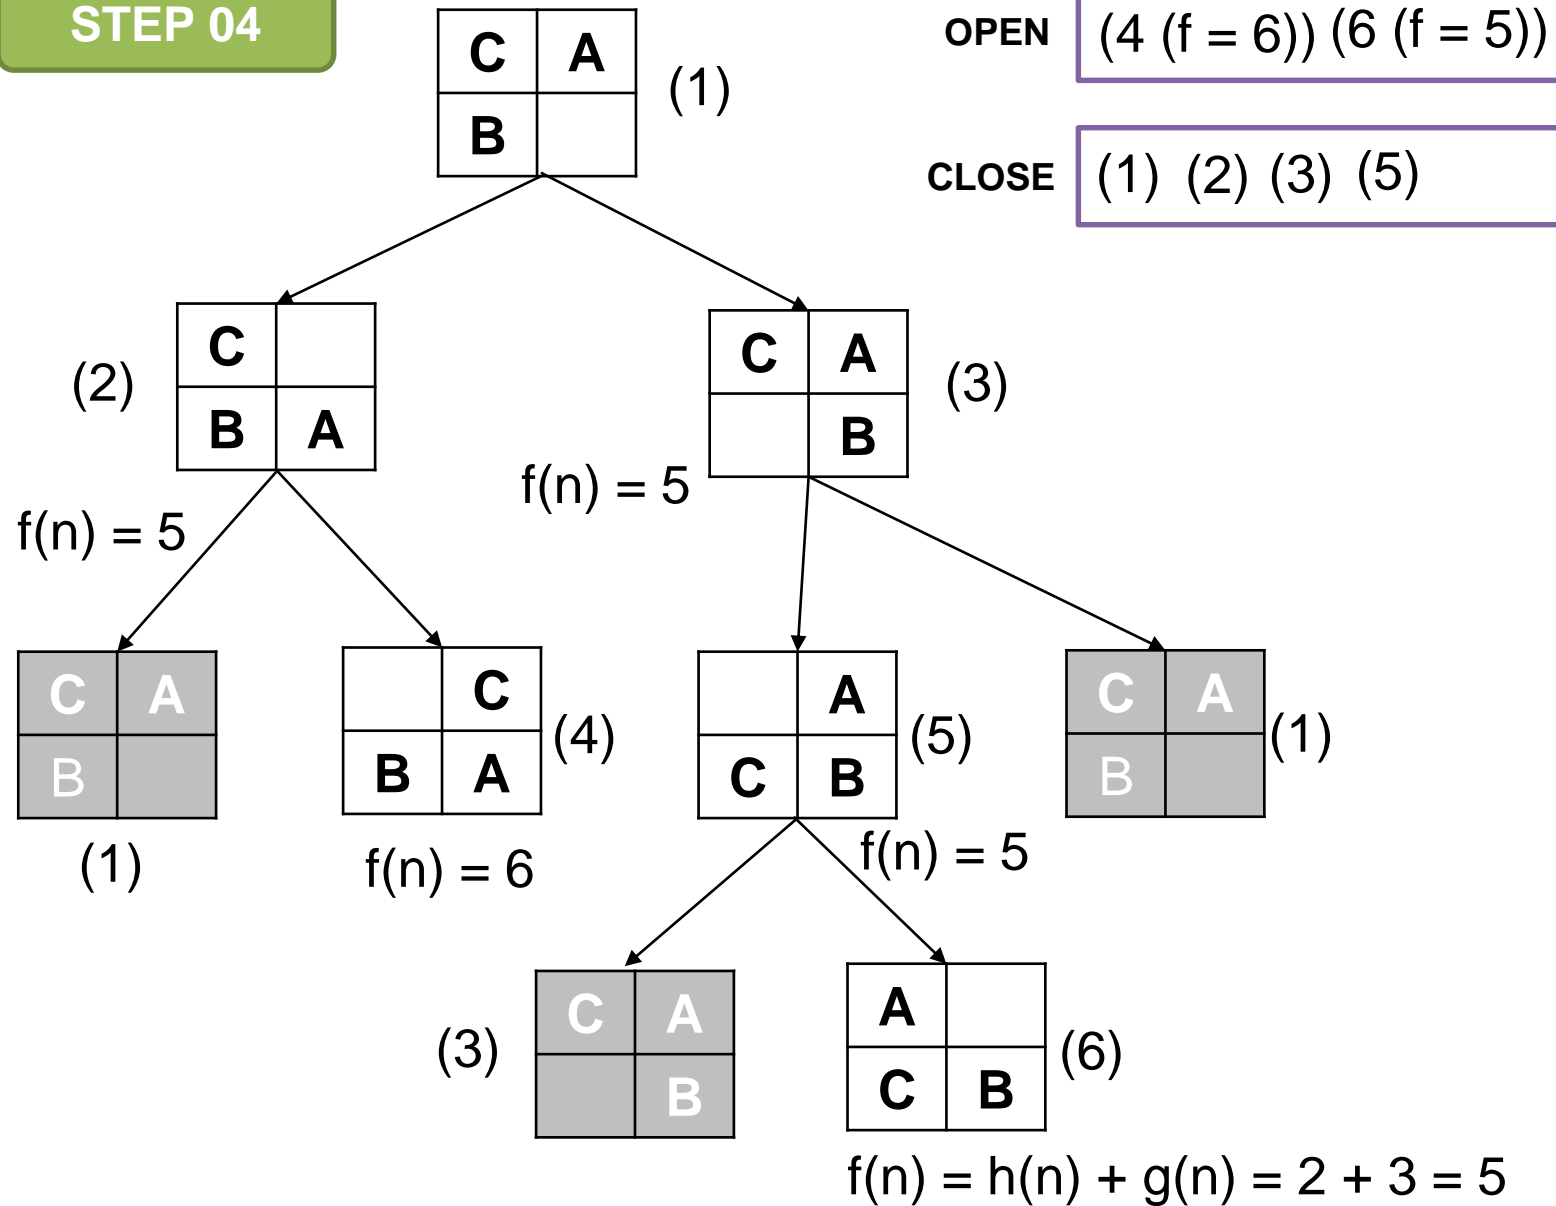 STEP 04
OPEN (4 (f = 6)) (6 (f = 5))
C A
B
(1)
CLOSE (1) (2) (3) (5)
(2)
C
B A
C A
B
(3)
f(n) = 5
f(n) = 5
C A
B
(1)
C
B A
(4)
f(n) = 6
A
C B
(5)
f(n) = 5
C A
B
(1)
(3)
C A
B
A
C B
(6)
f(n) = h(n) + g(n) = 2 + 3 = 5